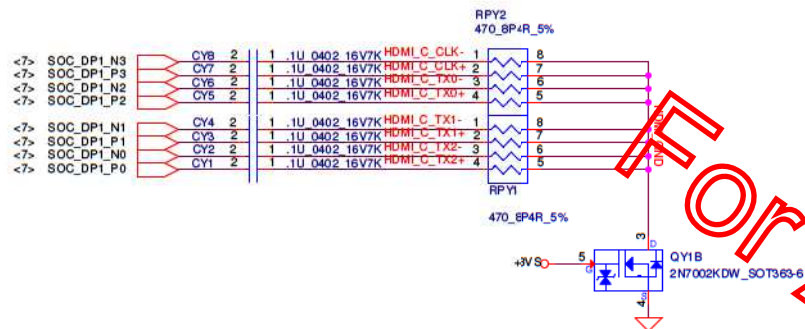 RPY2
470_8P4R_5%
<7> SOC_DP1_N3 CY8 2 1 .1U_0402_16V7K HDMI_C_CLK- 1 8
<7> SOC_DP1_P3 CY7 2 1 .1U_0402_16V7K HDMI_C_CLK+ 2 7
<7> SOC_DP1_N2 CY6 2 1 .1U_0402_16V7K HDMI_C_TX0- 3 6
<7> SOC_DP1_P2 CY5 2 1 .1U_0402_16V7K HDMI_C_TX0+ 4 5
<7> SOC_DP1_N1 CY4 2 1 .1U_0402_16V7K HDMI_C_TX1- 1 8
<7> SOC_DP1_P1 CY3 2 1 .1U_0402_16V7K HDMI_C_TX1+ 2 7
<7> SOC_DP1_N0 CY2 2 1 .1U_0402_16V7K HDMI_C_TX2- 3 6
<7> SOC_DP1_P0 CY1 2 1 .1U_0402_16V7K HDMI_C_TX2+ 4 5
RPY1
470_8P4R_5%
For
3
D
+3VS 5 G
QY1B
2N7002KDW_SOT363-6
S
4